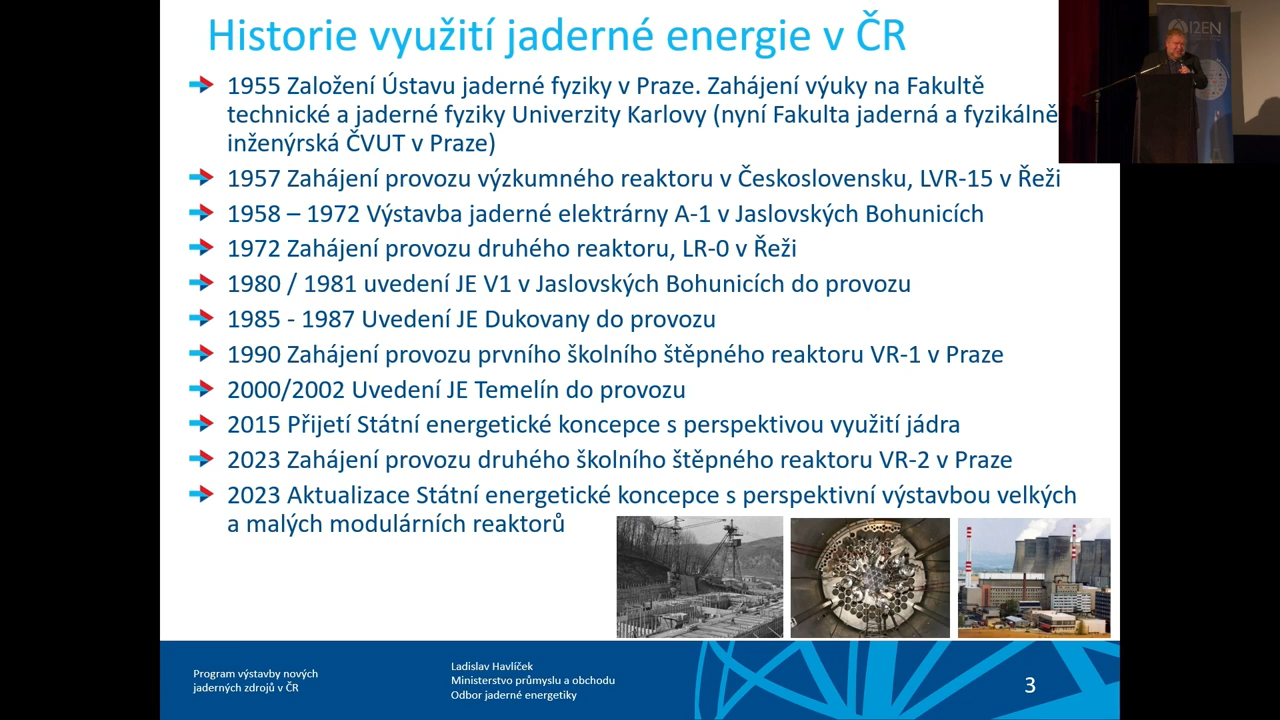 Historie využití jaderné energie v ČR
1955 Založení Ústavu jaderné fyziky v Praze. Zahájení výuky na Fakultě
technické a jaderné fyziky Univerzity Karlovy (nyní Fakulta jaderná a fyzikálně
inženýrská ČVUT v Praze)
1957 Zahájení provozu výzkumného reaktoru v Československu, LVR-15 v Řeži
1958 – 1972 Výstavba jaderné elektrárny A-1 v Jaslovských Bohunicích
1972 Zahájení provozu druhého reaktoru, LR-0 v Řeži
1980 / 1981 uvedení JE V1 v Jaslovských Bohunicích do provozu
1985 - 1987 Uvedení JE Dukovany do provozu
1990 Zahájení provozu prvního školního štěpného reaktoru VR-1 v Praze
2000/2002 Uvedení JE Temelín do provozu
2015 Přijetí Státní energetické koncepce s perspektivou využití jádra
2023 Zahájení provozu druhého školního štěpného reaktoru VR-2 v Praze
2023 Aktualizace Státní energetické koncepce s perspektivní výstavbou velkých
a malých modulárních reaktorů
Program výstavby nových
jaderných zdrojů v ČR
Ladislav Havlíček
Ministerstvo průmyslu a obchodu
Odbor jaderné energetiky
3
I2EN